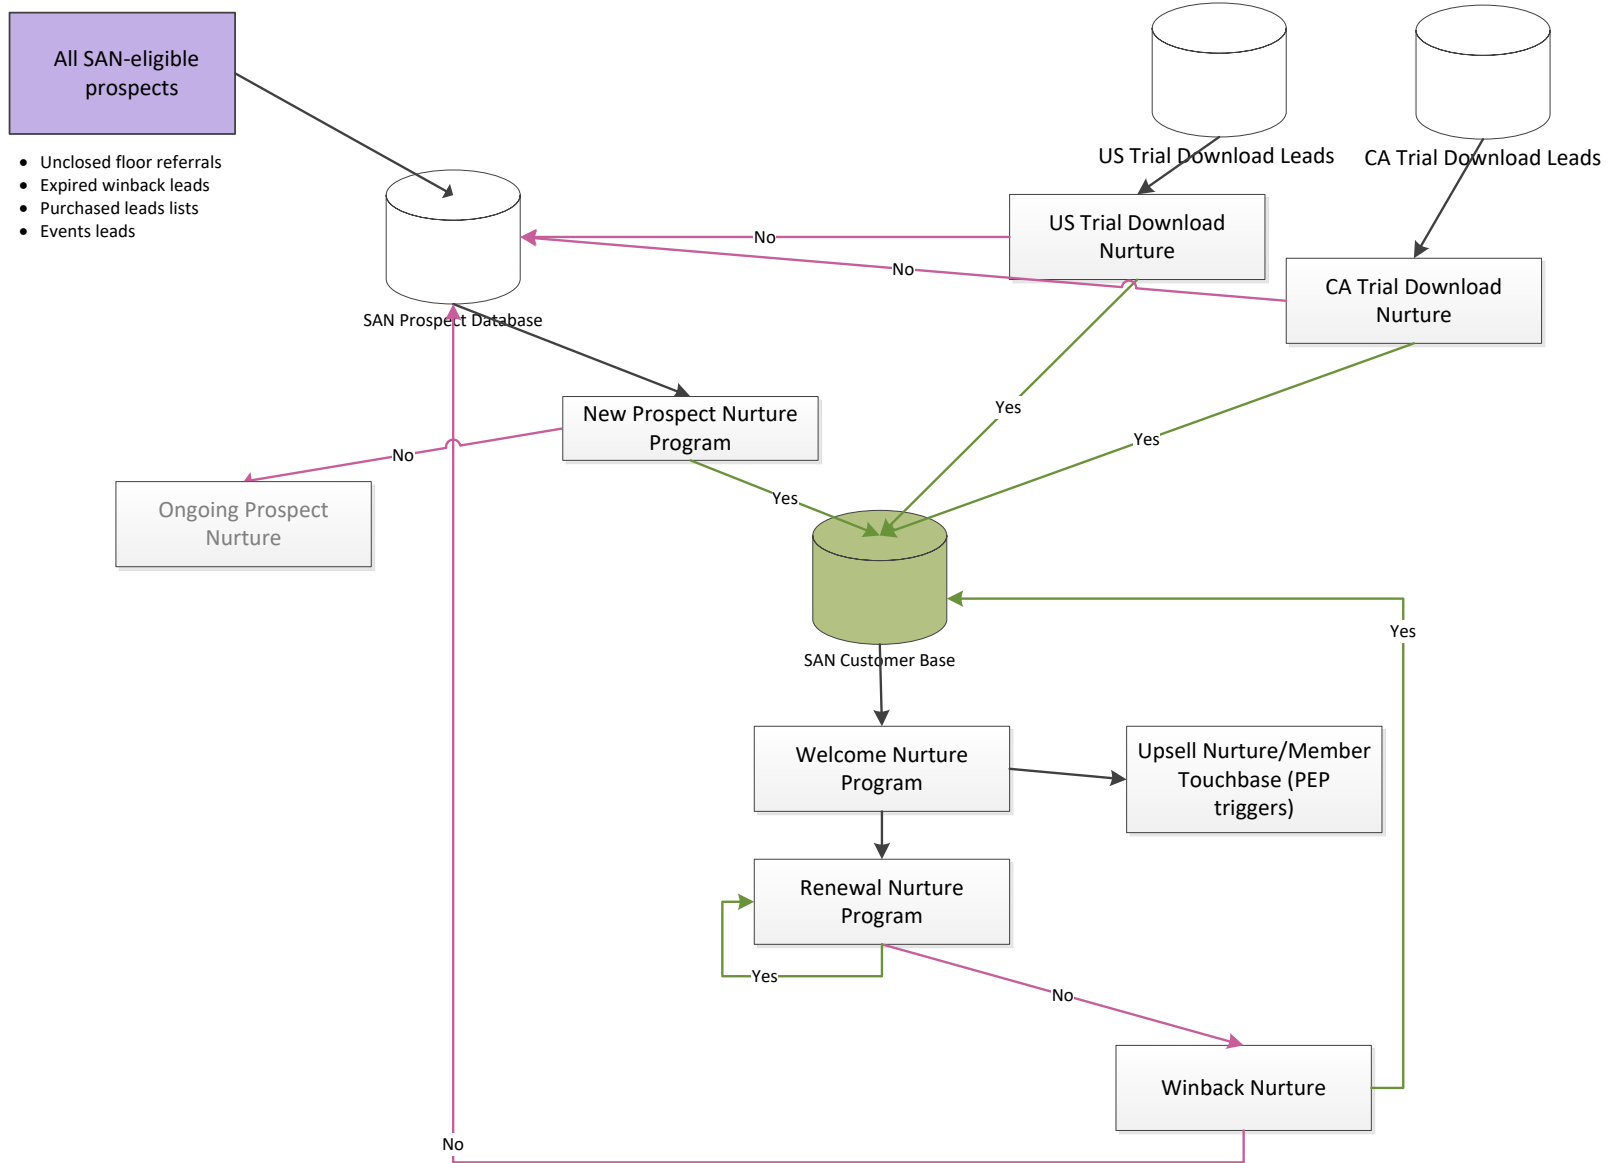 All SAN-eligible
prospects
• Unclosed floor referrals
• Expired winback leads
• Purchased leads lists
• Events leads
US Trial Download Leads
CA Trial Download Leads
US Trial Download
Nurture
No
No
CA Trial Download
Nurture
SAN Prospect Database
New Prospect Nurture
Program
Yes
Yes
No
Yes
Ongoing Prospect
Nurture
SAN Customer Base
Yes
Welcome Nurture
Program
Upsell Nurture/Member
Touchbase (PEP
triggers)
Renewal Nurture
Program
Yes
No
Winback Nurture
No